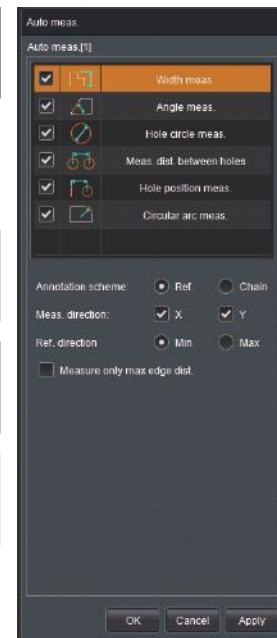 Auto meas.
Auto meas.[1]
Width meas.
Angle meas.
Hole circle meas.
Meas. dist. between holes
Hole position meas.
Circular arc meas.
Annotation scheme: Ref. Chain
Meas. direction: X Y
Ref. direction Min Max
Measure only max edge dist.
OK Cancel Apply